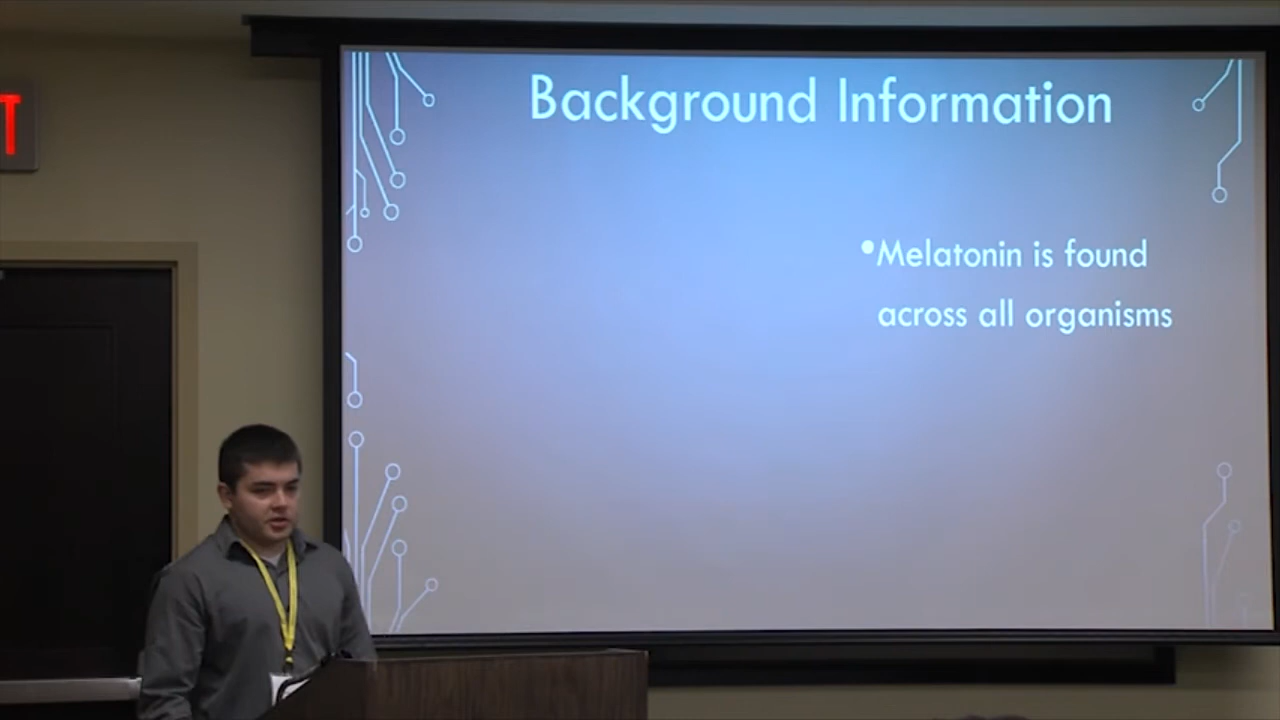 T
Background Information
•Melatonin is found
across all organisms